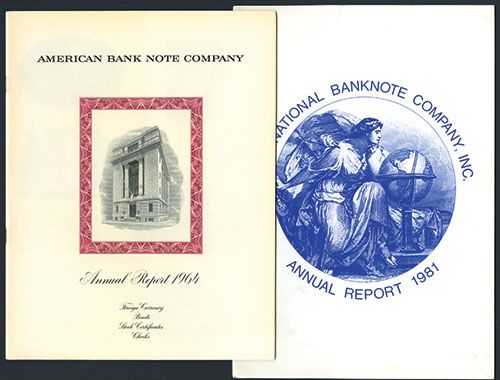 AMERICAN BANK NOTE COMPANY
Annual Report 1964
Foreign Currency
Bonds
Stock Certificates
Checks
NATIONAL BANKNOTE COMPANY, INC.
ANNUAL REPORT 1981